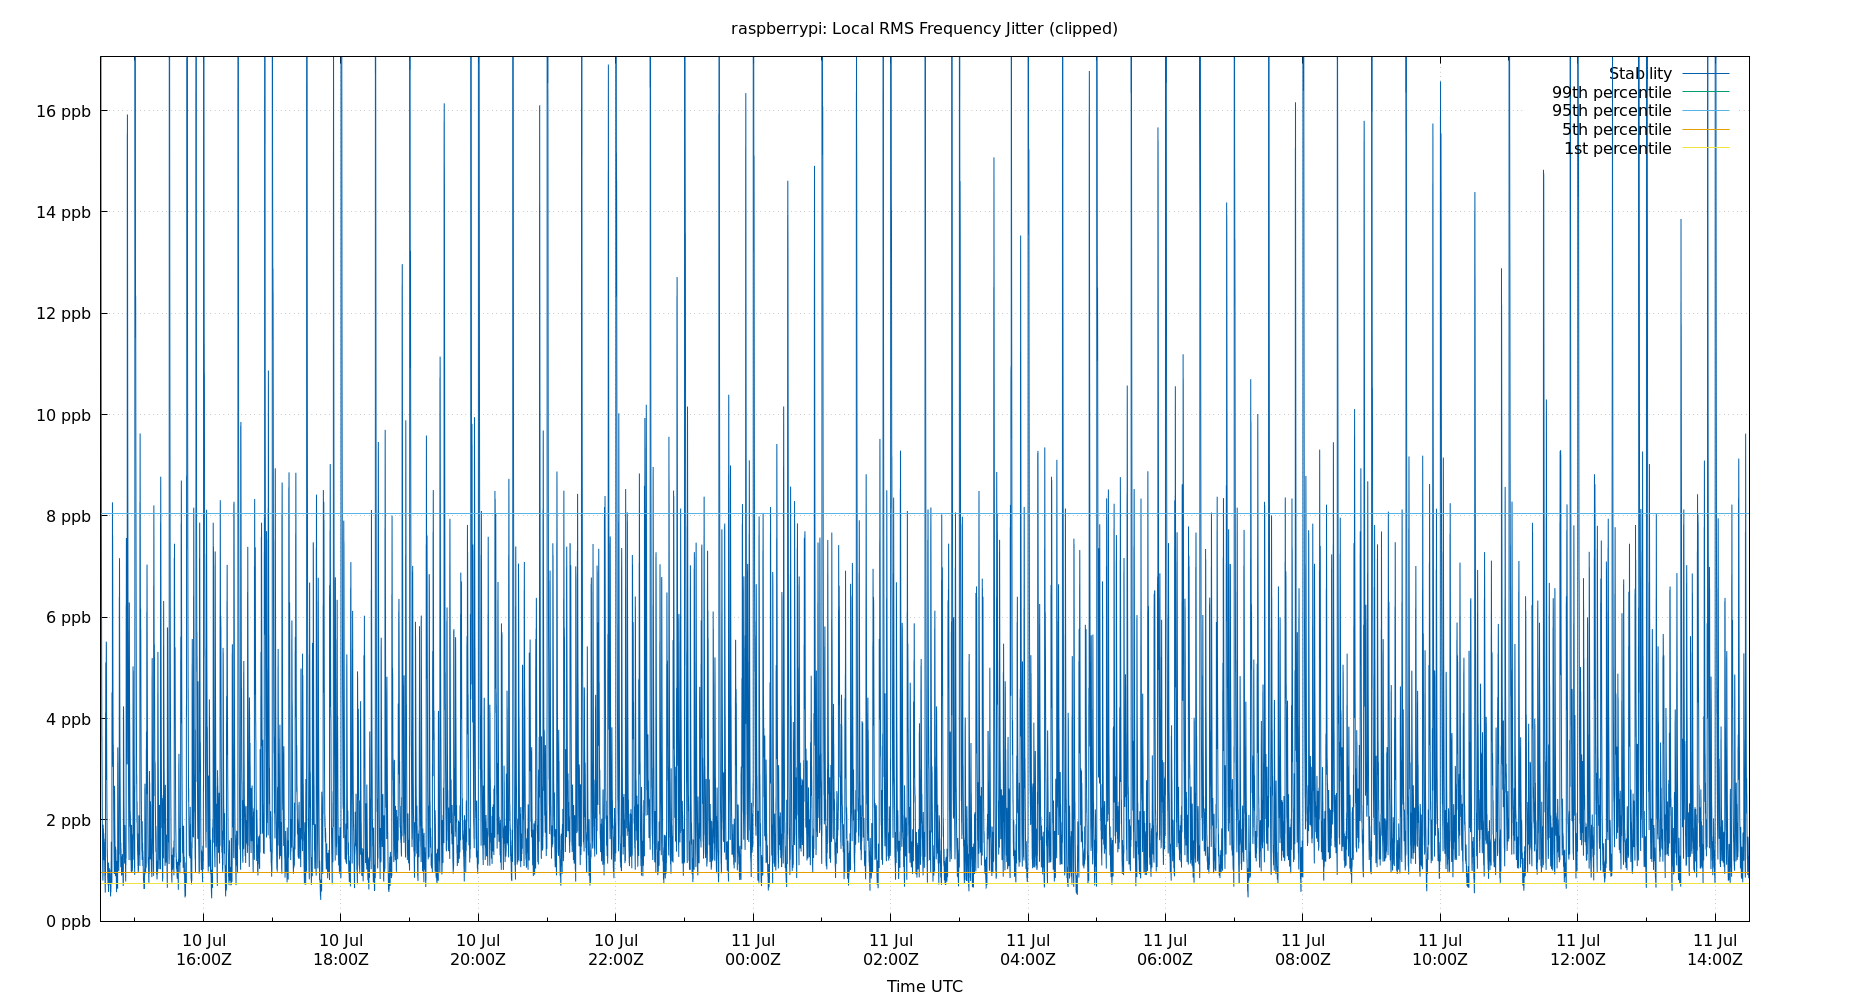 raspberrypi: Local RMS Frequency Jitter (clipped)
Stability
99th percentile
95th percentile
5th percentile
1st percentile
16 ppb
14 ppb
12 ppb
10 ppb
8 ppb
6 ppb
4 ppb
2 ppb
0 ppb
10 Jul 10 Jul 10 Jul 10 Jul 11 Jul 11 Jul 11 Jul 11 Jul 11 Jul 11 Jul 11 Jul 11 Jul
16:00Z 18:00Z 20:00Z 22:00Z 00:00Z 02:00Z 04:00Z 06:00Z 08:00Z 10:00Z 12:00Z 14:00Z
Time UTC